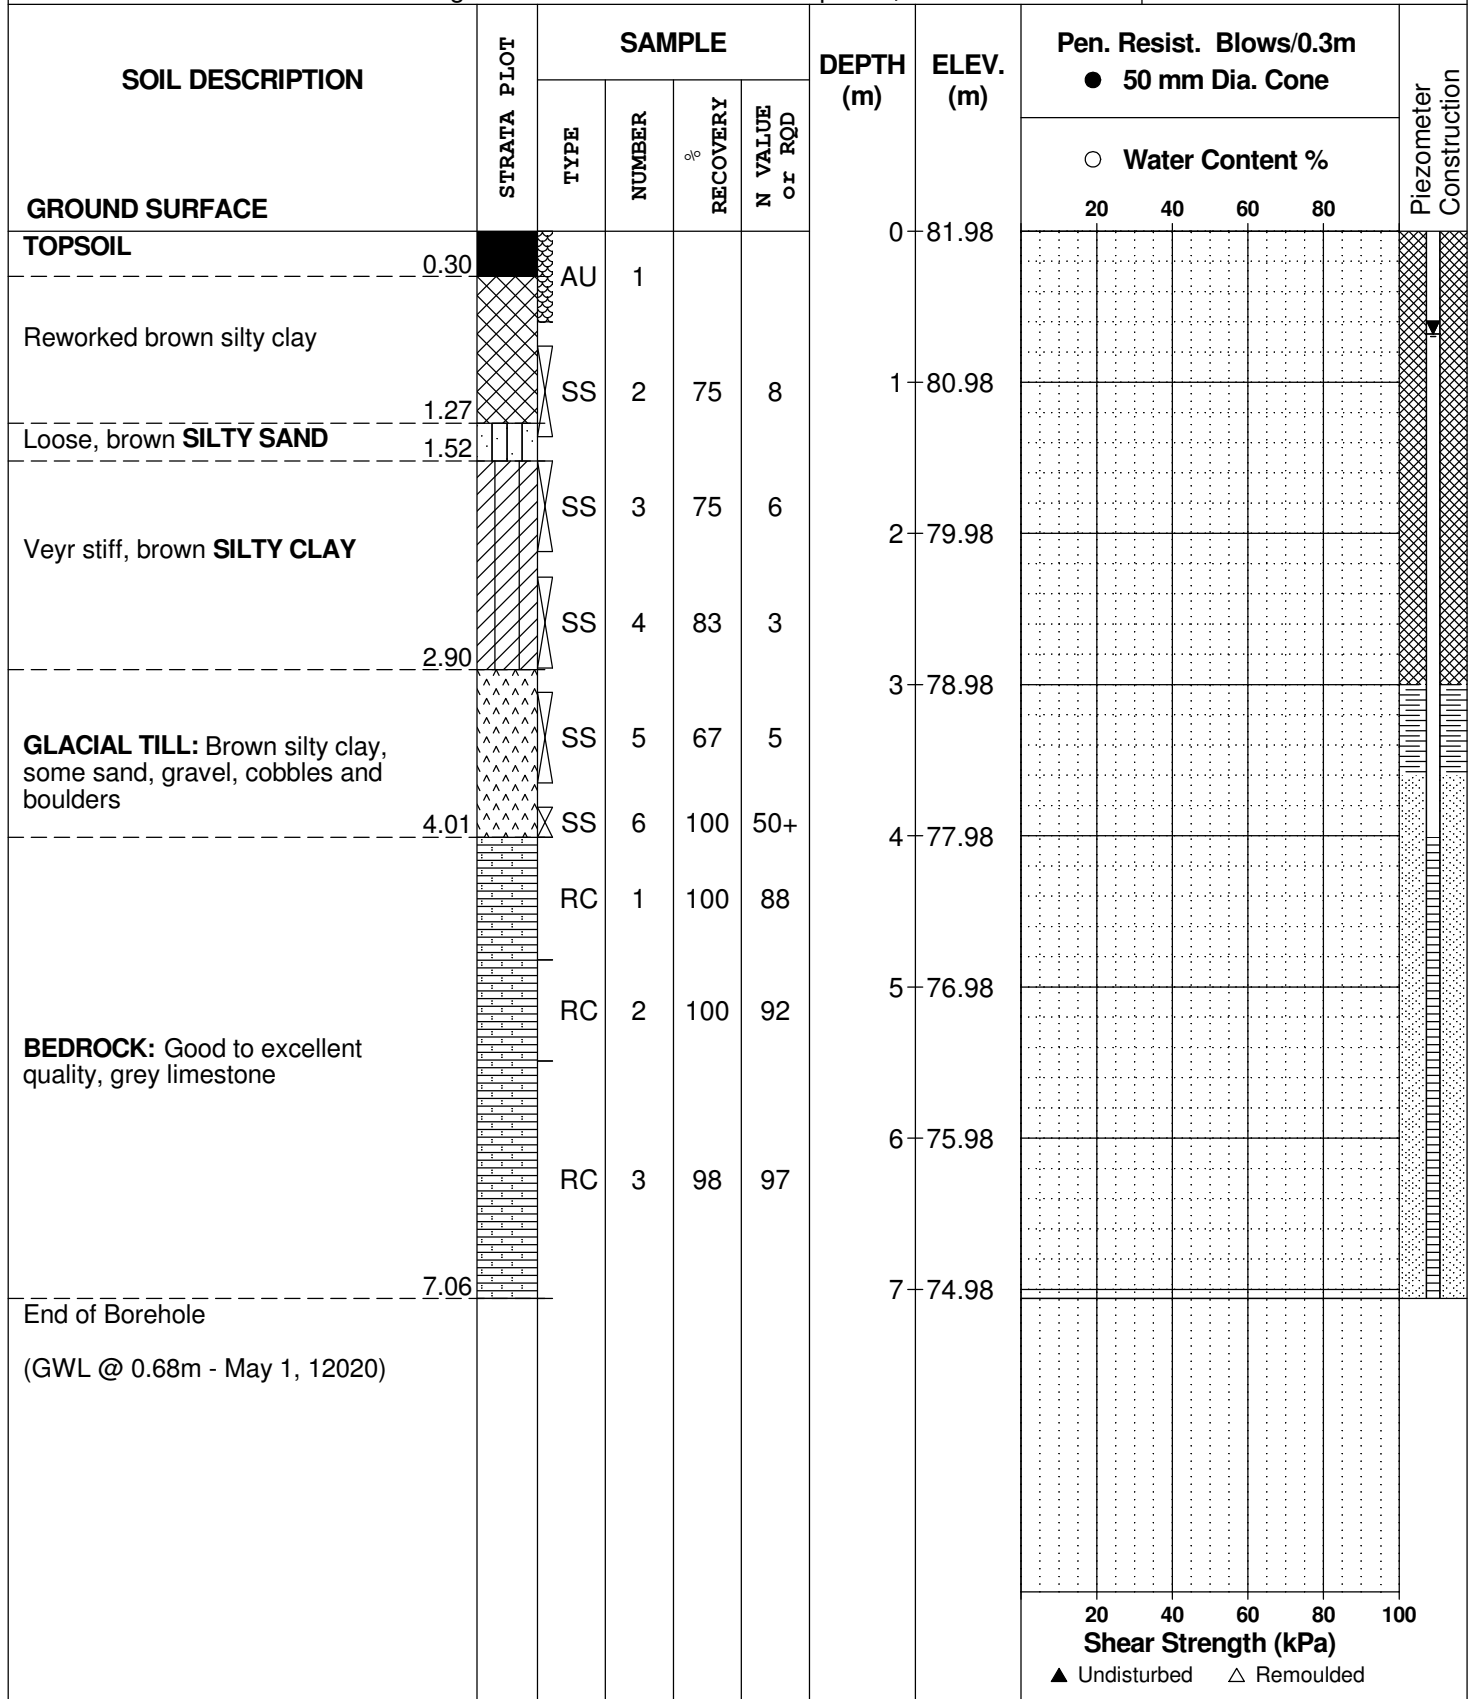 SOIL DESCRIPTION
GROUND SURFACE
STRATA PLOT
SAMPLE
TYPE
NUMBER
%
RECOVERY
N VALUE
or RQD
DEPTH
(m)
ELEV.
(m)
Pen. Resist. Blows/0.3m
● 50 mm Dia. Cone
○ Water Content %
20 40 60 80
Piezometer
Construction
0 81.98
TOPSOIL
0.30
AU 1
Reworked brown silty clay
1.27
SS 2 75 8
1 80.98
Loose, brown SILTY SAND
1.52
SS 3 75 6
2 79.98
Veyr stiff, brown SILTY CLAY
SS 4 83 3
2.90
3 78.98
GLACIAL TILL: Brown silty clay,
some sand, gravel, cobbles and
boulders
SS 5 67 5
4.01
SS 6 100 50+
4 77.98
RC 1 100 88
5 76.98
RC 2 100 92
BEDROCK: Good to excellent
quality, grey limestone
6 75.98
RC 3 98 97
7.06
7 74.98
End of Borehole
(GWL @ 0.68m - May 1, 12020)
20 40 60 80 100
Shear Strength (kPa)
▲ Undisturbed △ Remoulded